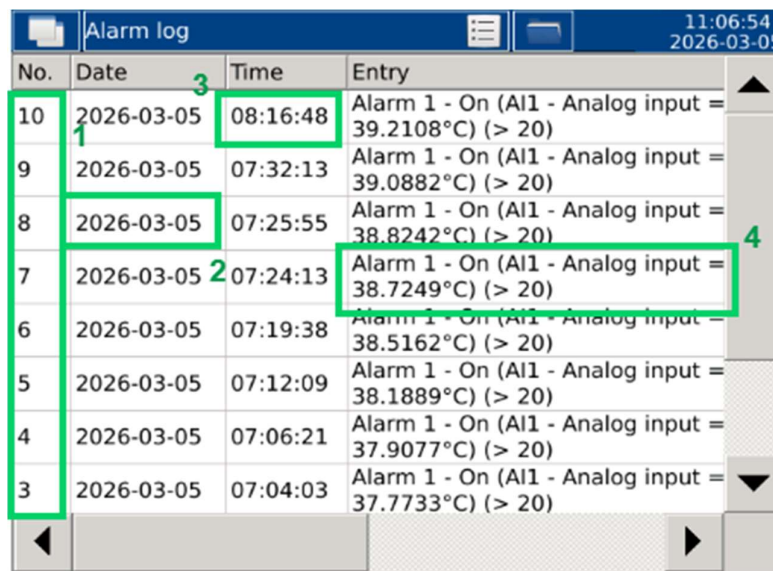 Alarm log
11:06:54
2026-03-05
No. Date Time Entry
3
10 2026-03-05 08:16:48 Alarm 1 - On (AI1 - Analog input =
39.2108°C) (> 20)
1
9 2026-03-05 07:32:13 Alarm 1 - On (AI1 - Analog input =
39.0882°C) (> 20)
8 2026-03-05 07:25:55 Alarm 1 - On (AI1 - Analog input =
38.8242°C) (> 20)
4
7 2026-03-05 2 07:24:13 Alarm 1 - On (AI1 - Analog input =
38.7249°C) (> 20)
6 2026-03-05 07:19:38 Alarm 1 - On (AI1 - Analog input =
38.5162°C) (> 20)
5 2026-03-05 07:12:09 Alarm 1 - On (AI1 - Analog input =
38.1889°C) (> 20)
4 2026-03-05 07:06:21 Alarm 1 - On (AI1 - Analog input =
37.9077°C) (> 20)
3 2026-03-05 07:04:03 Alarm 1 - On (AI1 - Analog input =
37.7733°C) (> 20)